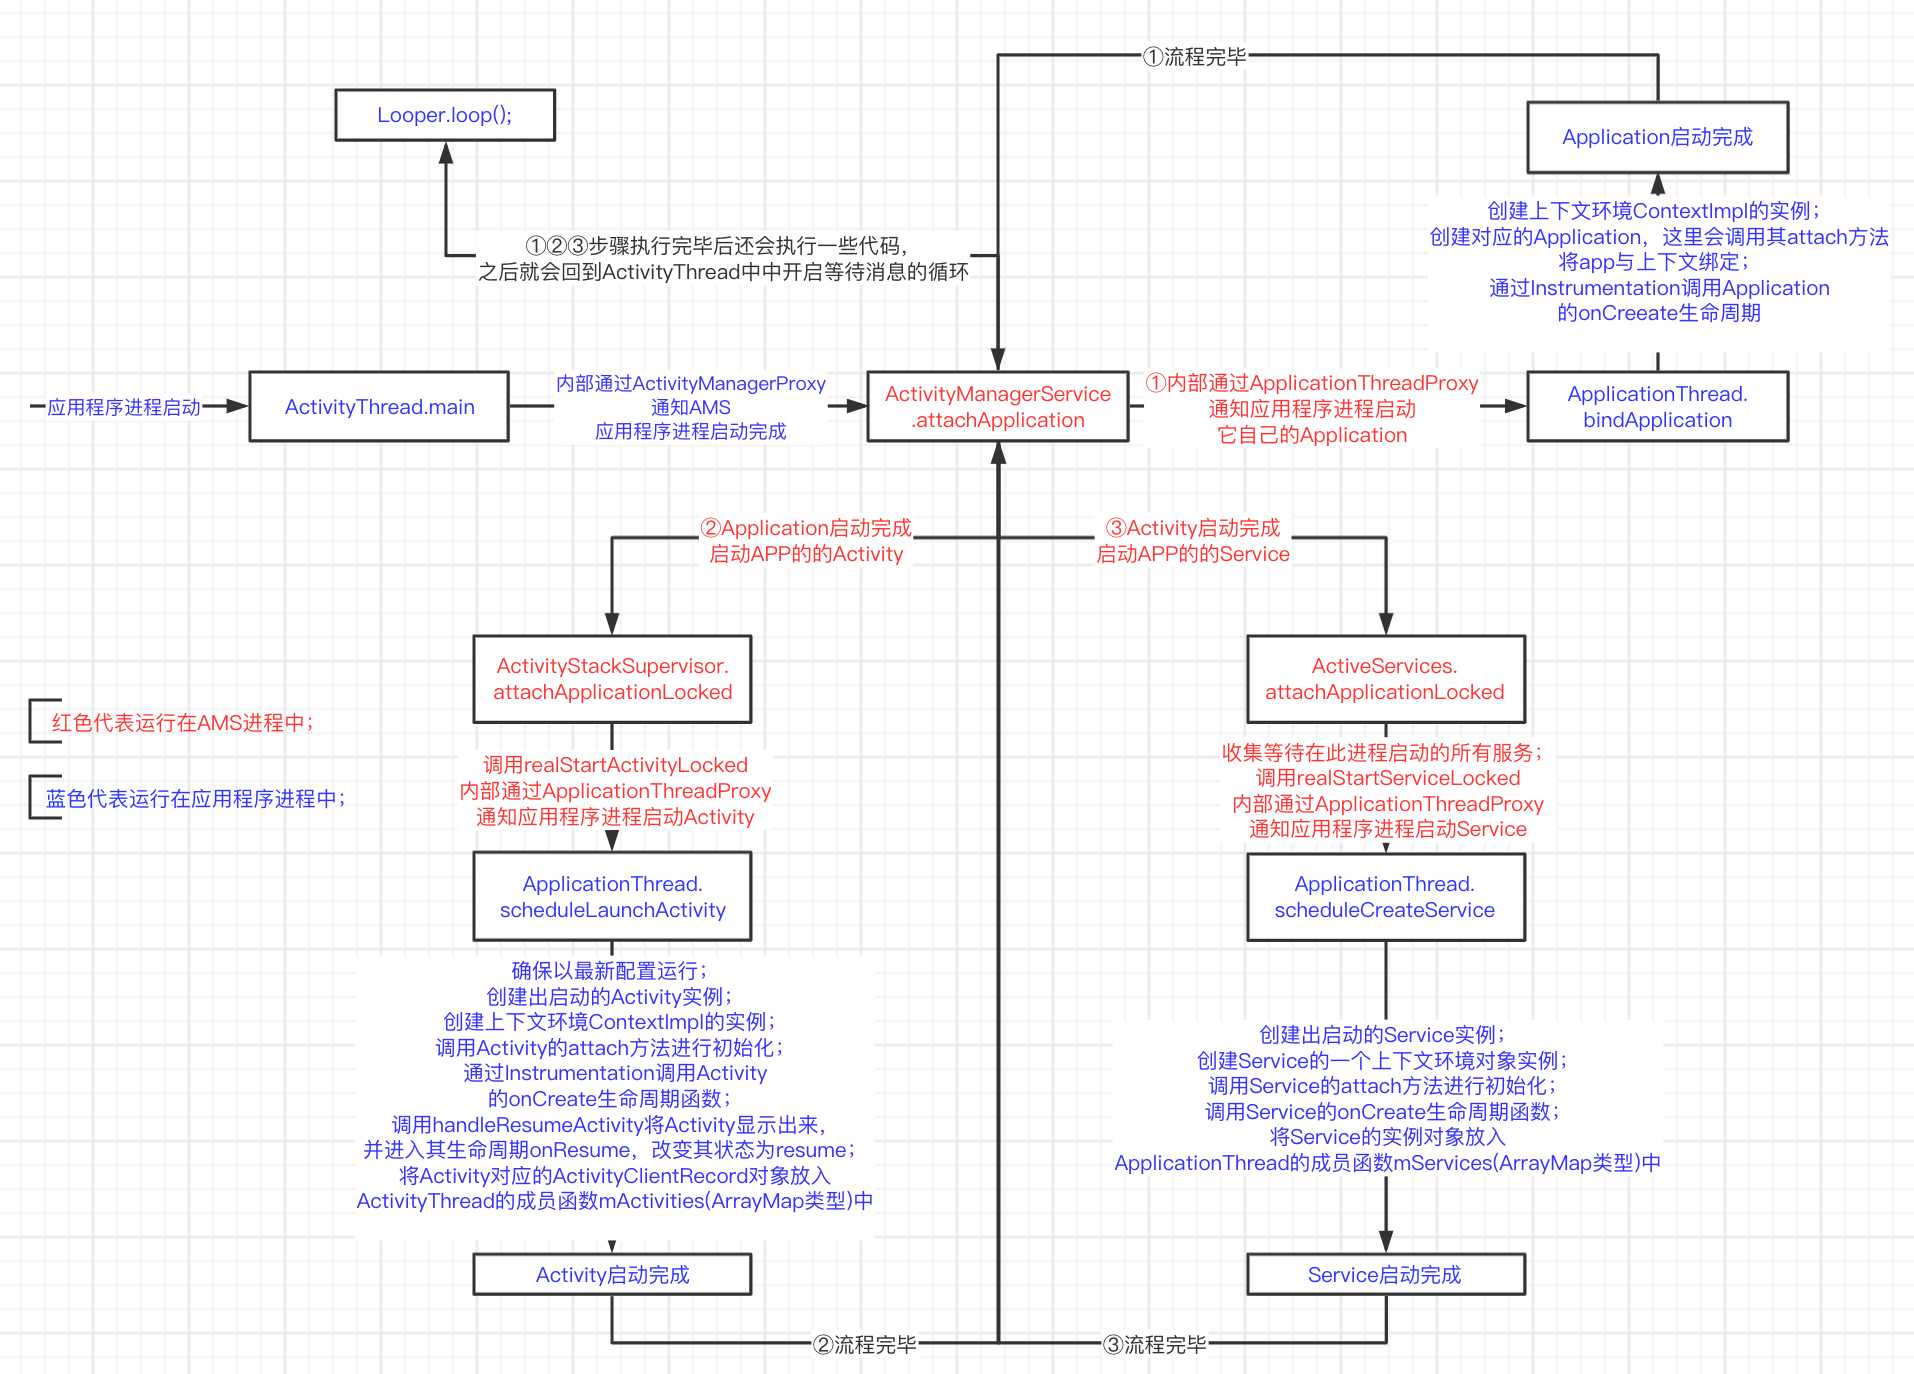 ①流程完毕
Looper.loop();
Application启动完成
①②③步骤执行完毕后还会执行一些代码，
之后就会回到ActivityThread中中开启等待消息的循环
创建上下文环境ContextImpl的实例；
创建对应的Application，这里会调用其attach方法
将app与上下文绑定；
通过Instrumentation调用Application
的onCreeate生命周期
应用程序进程启动
ActivityThread.main
内部通过ActivityManagerProxy
通知AMS
应用程序进程启动完成
ActivityManagerService
.attachApplication
①内部通过ApplicationThreadProxy
通知应用程序进程启动
它自己的Application
ApplicationThread.
bindApplication
②Application启动完成
启动APP的的Activity
③Activity启动完成
启动APP的的Service
ActivityStackSupervisor.
attachApplicationLocked
ActiveServices.
attachApplicationLocked
红色代表运行在AMS进程中；
蓝色代表运行在应用程序进程中；
调用realStartActivityLocked
内部通过ApplicationThreadProxy
通知应用程序进程启动Activity
收集等待在此进程启动的所有服务；
调用realStartServiceLocked
内部通过ApplicationThreadProxy
通知应用程序进程启动Service
ApplicationThread.
scheduleLaunchActivity
ApplicationThread.
scheduleCreateService
确保以最新配置运行；
创建出启动的Activity实例；
创建上下文环境ContextImpl的实例；
调用Activity的attach方法进行初始化；
通过Instrumentation调用Activity
的onCreate生命周期函数；
调用handleResumeActivity将Activity显示出来，
并进入其生命周期onResume，改变其状态为resume；
将Activity对应的ActivityClientRecord对象放入
ActivityThread的成员函数mActivities(ArrayMap类型)中
创建出启动的Service实例；
创建Service的一个上下文环境对象实例；
调用Service的attach方法进行初始化；
调用Service的onCreate生命周期函数；
将Service的实例对象放入
ApplicationThread的成员函数mServices(ArrayMap类型)中
Activity启动完成
Service启动完成
②流程完毕
③流程完毕